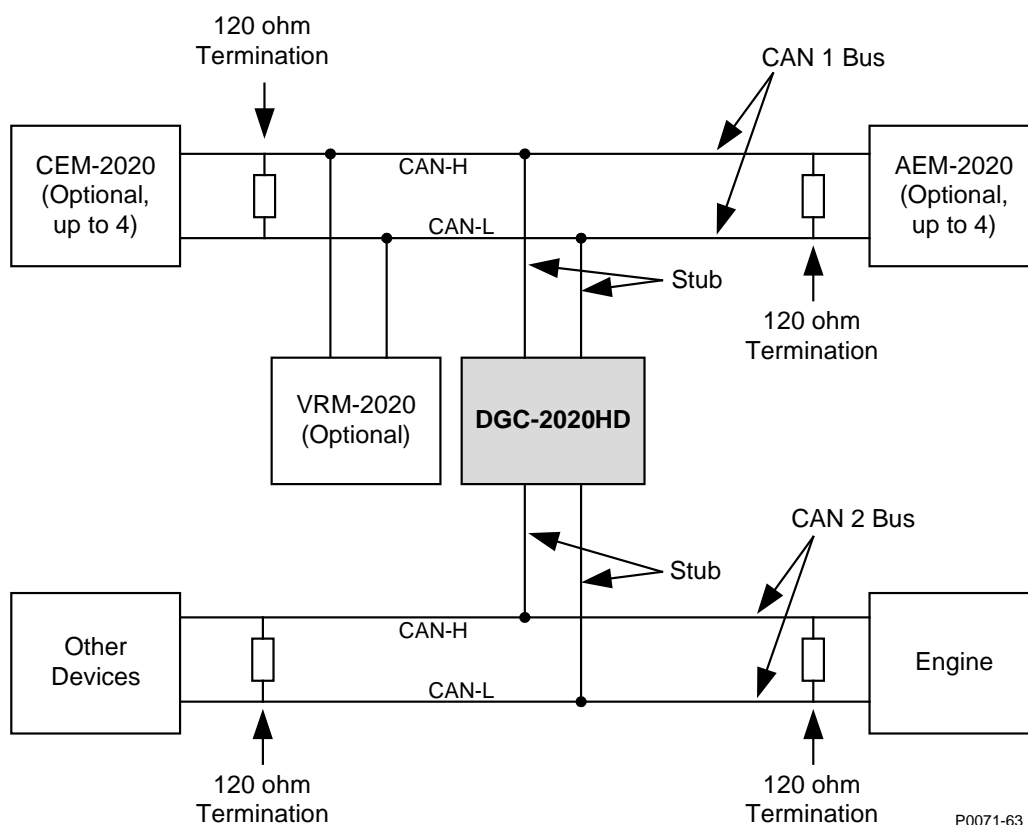 120 ohm
Termination
CAN 1 Bus
CEM-2020
(Optional,
up to 4)
CAN-H
CAN-L
AEM-2020
(Optional,
up to 4)
Stub
120 ohm
Termination
VRM-2020
(Optional)
DGC-2020HD
CAN 2 Bus
Stub
Other
Devices
CAN-H
CAN-L
Engine
120 ohm
Termination
120 ohm
Termination
P0071-63